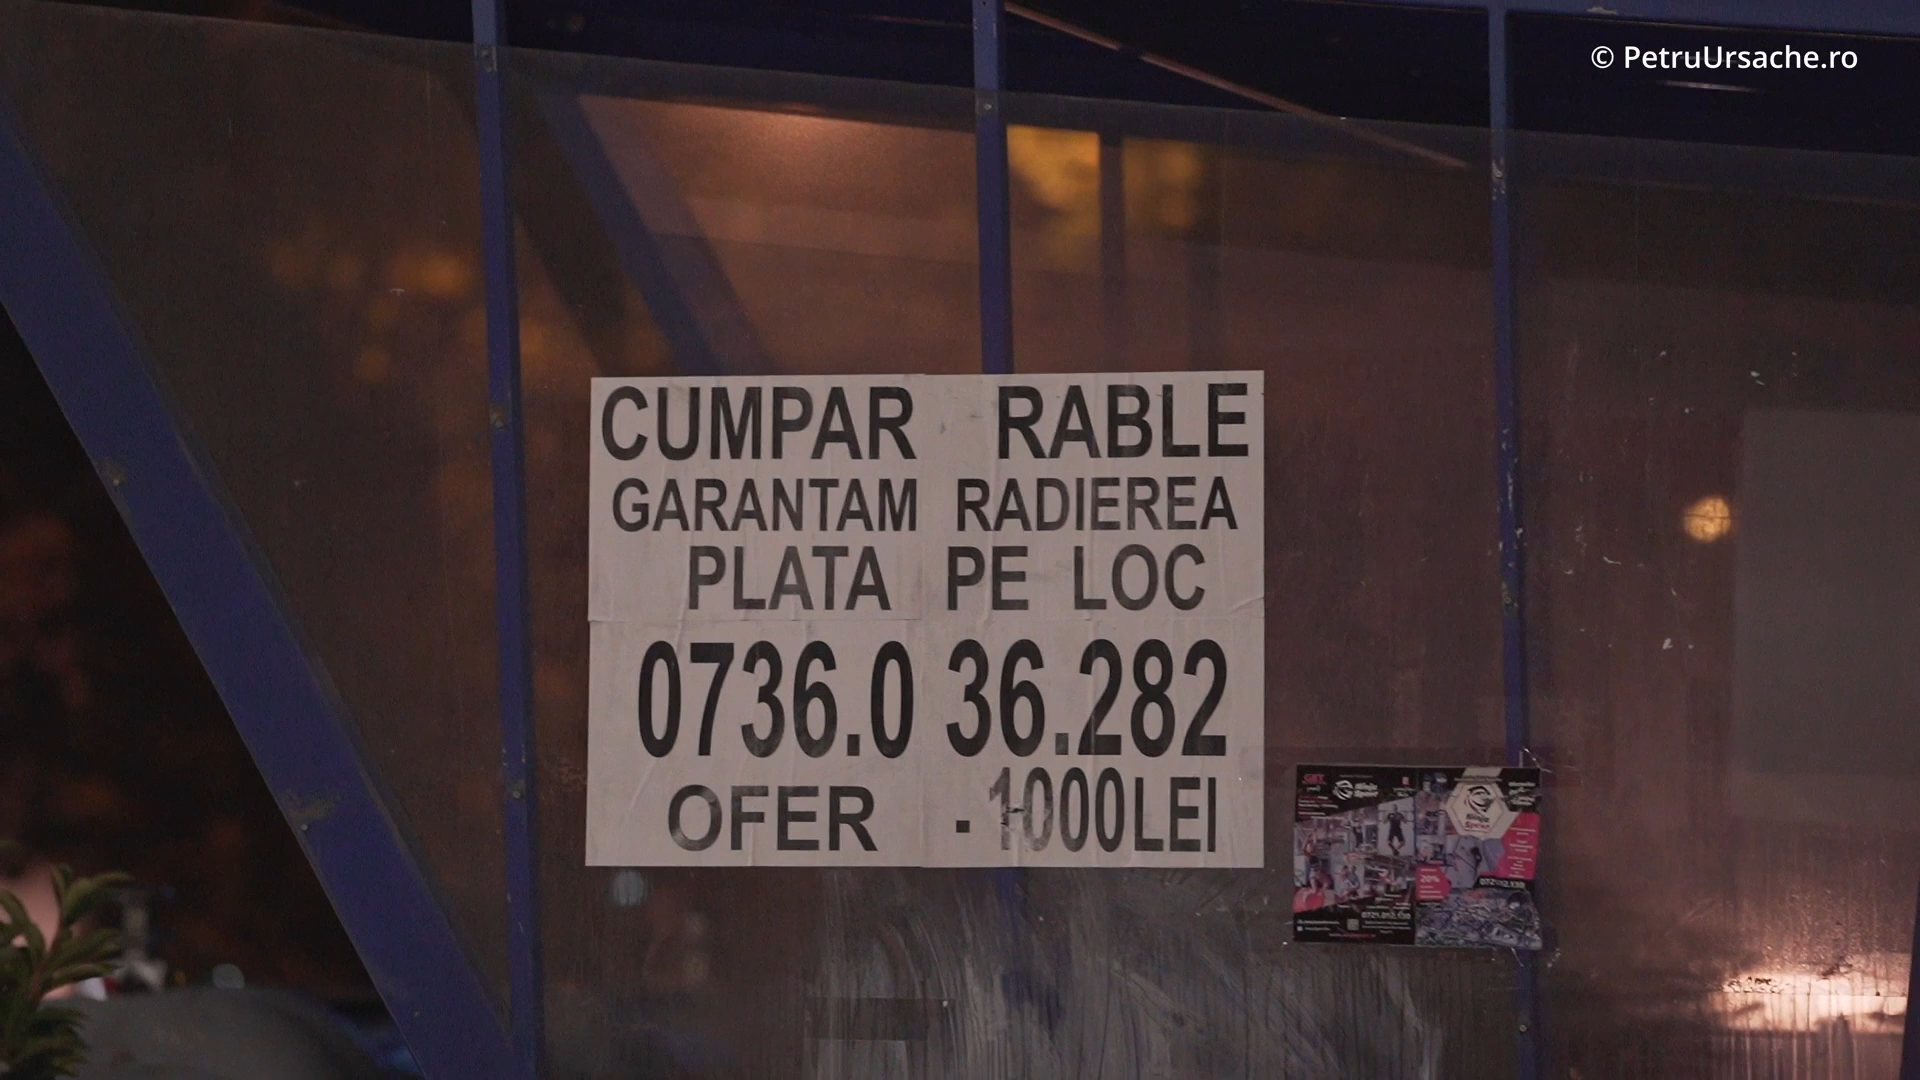 © PetruUrsache.ro
CUMPAR RABLE
GARANTAM RADIEREA
PLATA PE LOC
0736.036.282
OFER - 1000LEI